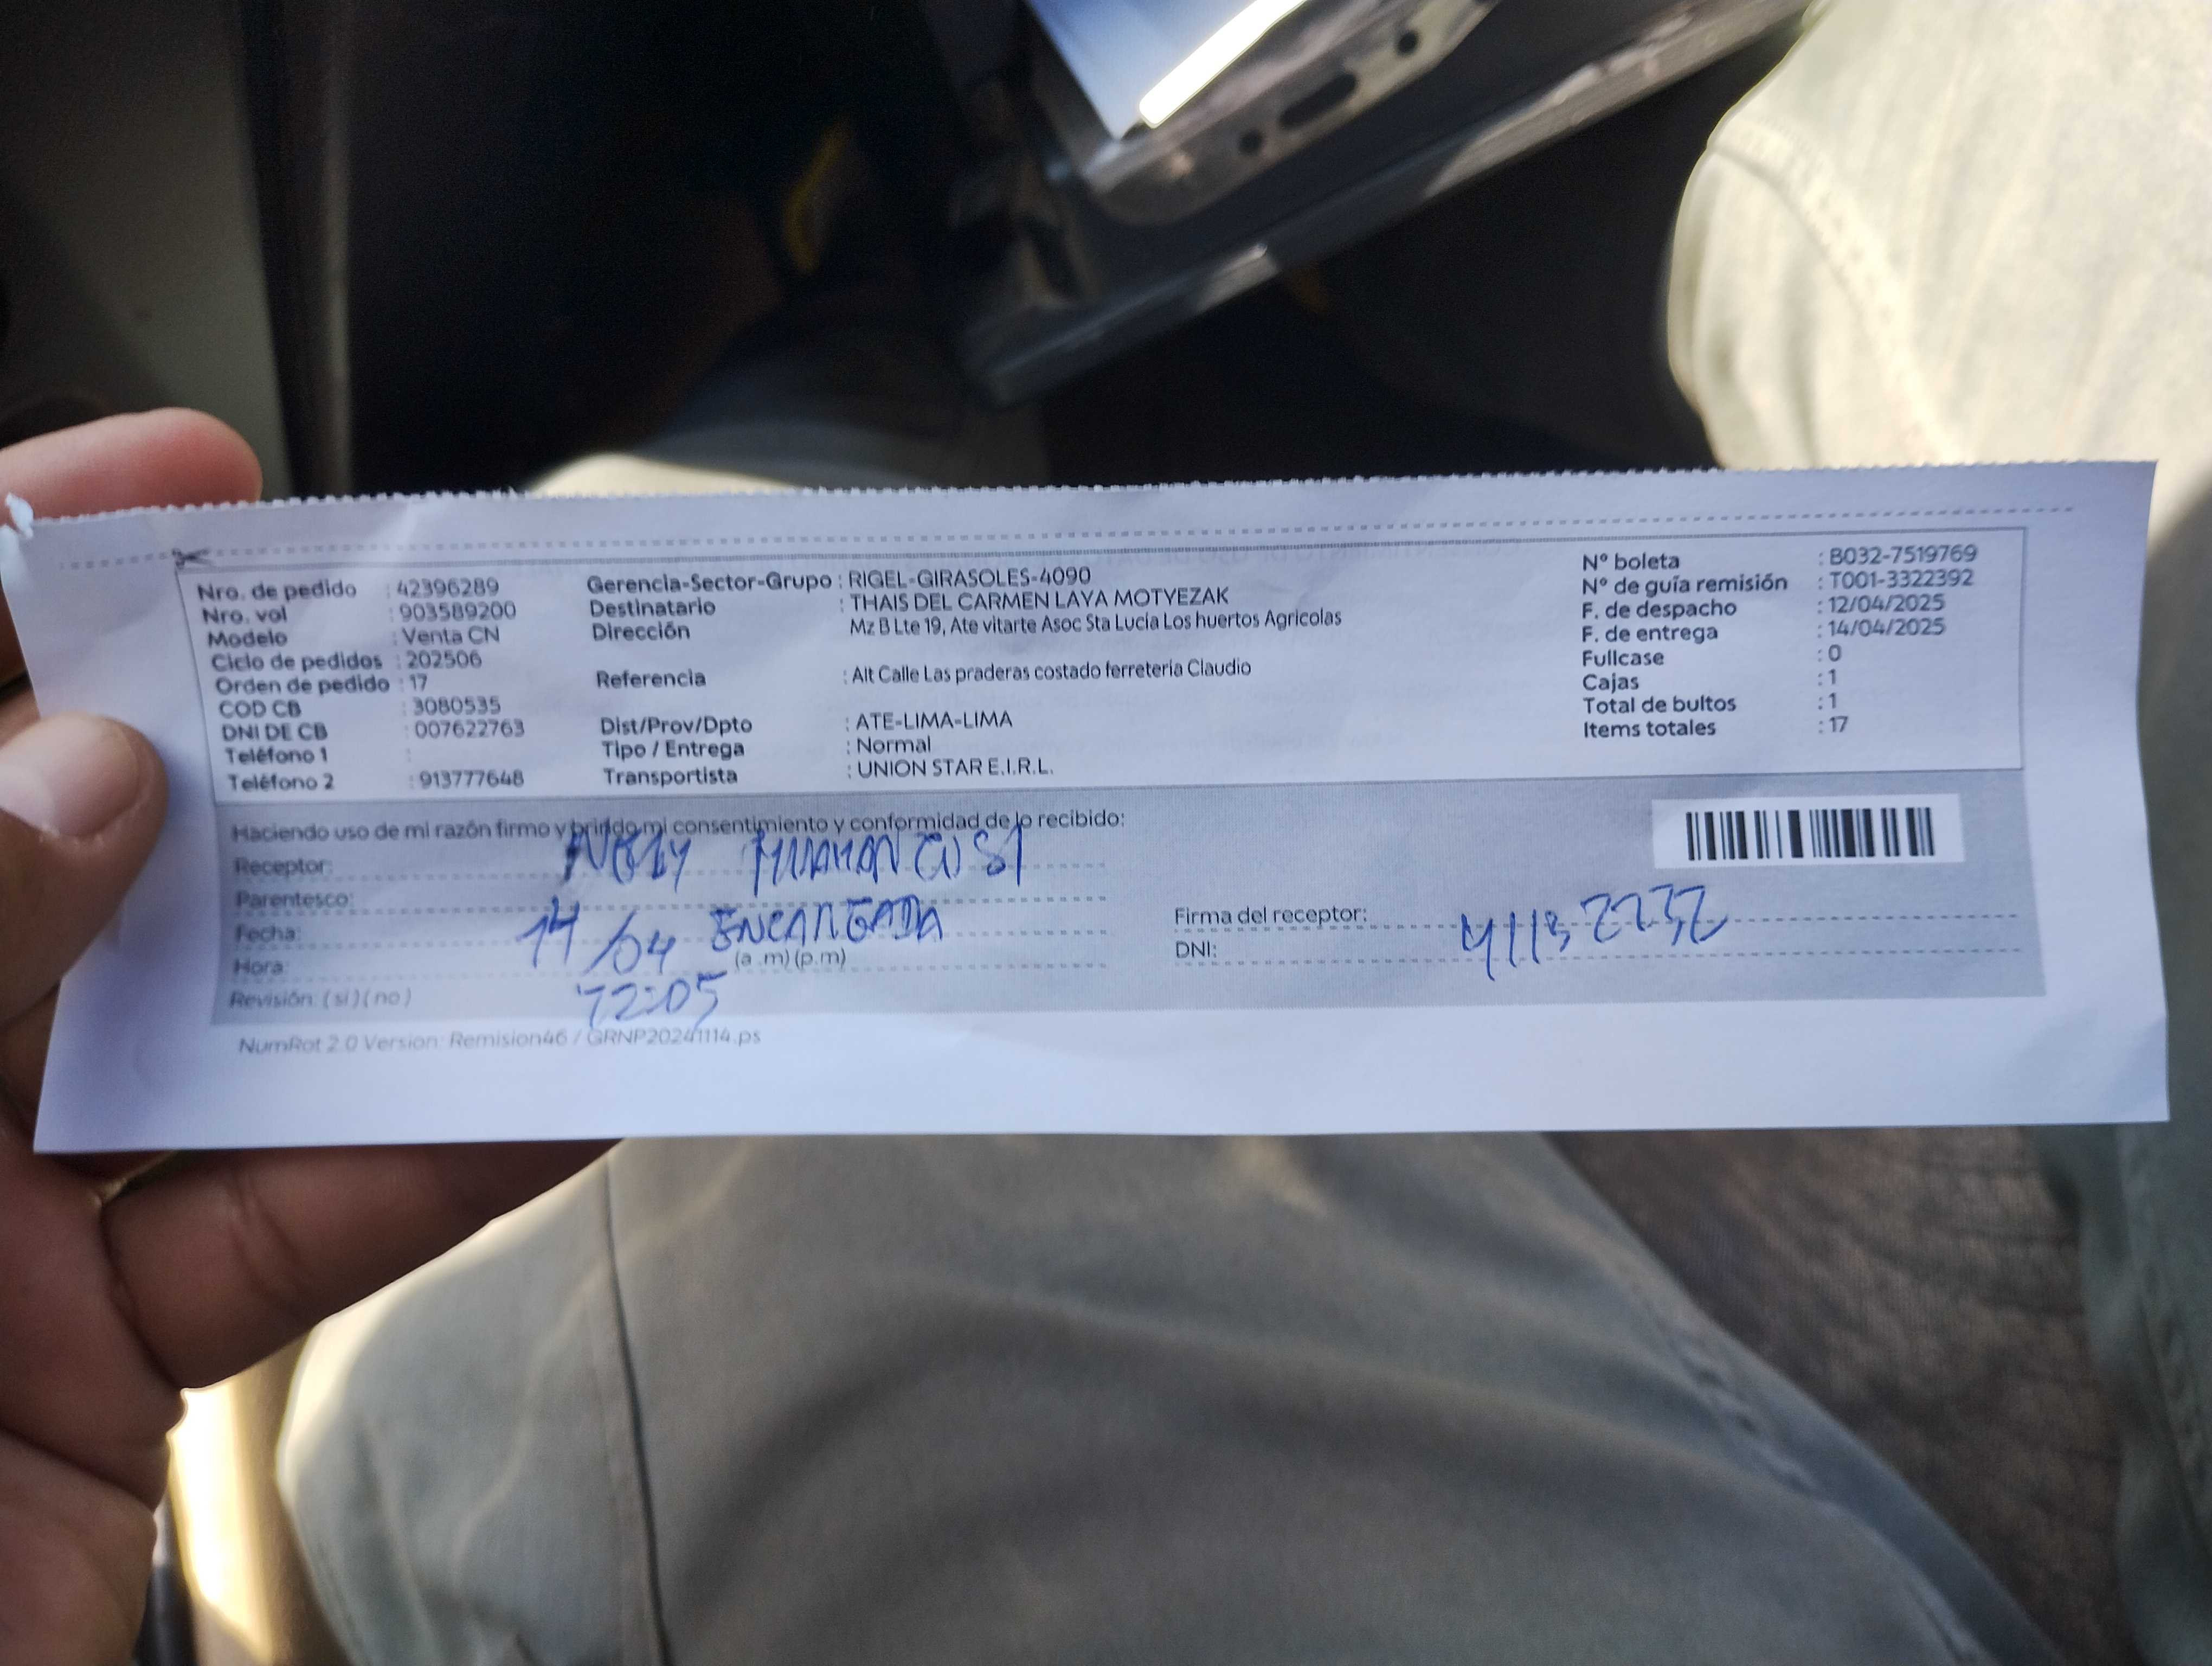 Nro. de pedido : 42396289
Nro. vol : 903589200
Modelo : Venta CN
Ciclo de pedidos : 202506
Orden de pedido : 17
COD CB : 3080535
DNI DE CB : 007622763
Teléfono 1 :
Teléfono 2 : 913777648
Gerencia-Sector-Grupo : RIGEL-GIRASOLES-4090
Destinatario : THAIS DEL CARMEN LAYA MOTYEZAK
Dirección Mz B Lte 19, Ate vitarte Asoc Sta Lucia Los huertos Agricolas
Referencia : Alt Calle Las praderas costado ferreteria Claudio
Dist/Prov/Dpto : ATE-LIMA-LIMA
Tipo / Entrega : Normal
Transportista : UNION STAR E.I.R.L.
Nº boleta : B032-7519769
Nº de guía remisión : T001-3322392
F. de despacho : 12/04/2025
F. de entrega : 14/04/2025
Fullcase : 0
Cajas : 1
Total de bultos : 1
Items totales : 17
Haciendo uso de mi razón firmo y brindo mi consentimiento y conformidad de lo recibido:
Receptor:
Parentesco:
Fecha: 14/04 ENCARGADA
Hora: (a .m) (p.m)
Revisión: ( si ) ( no ) 12:05
Firma del receptor:
DNI:
NumRot 2.0 Version: Remision46 / GRNP20241114.ps